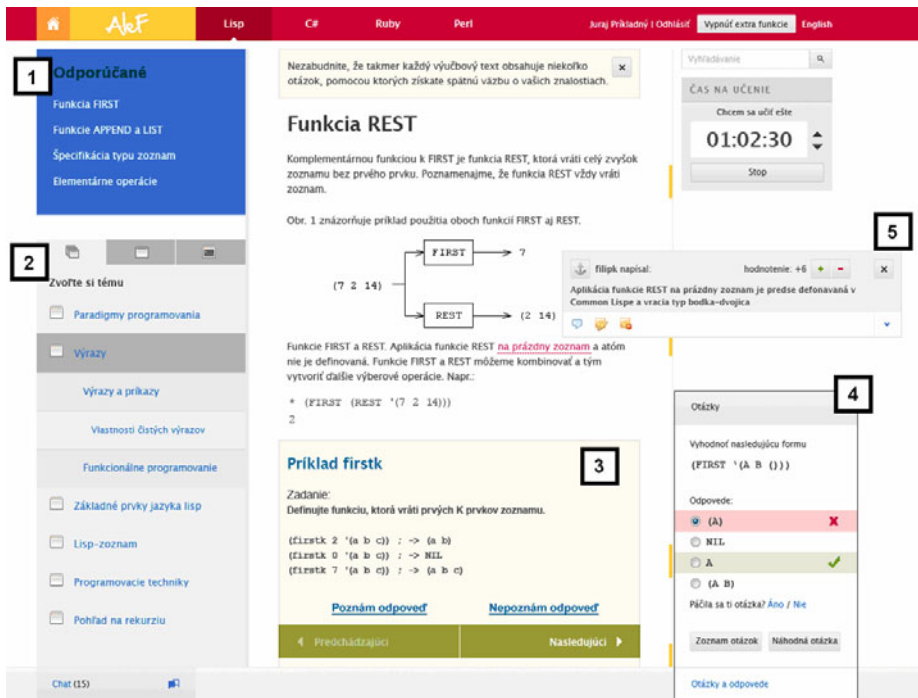 ALeF
Lisp
C#
Ruby
Perl
Juraj Príkladný | Odhlásiť
Vypnúť extra funkcie
English
1
Odporúčané
Funkcia FIRST
Funkcie APPEND a LIST
Špecifikácia typu zoznam
Elementárne operácie
2
Zvoľte si tému
Paradigmy programovania
Výrazy
Výrazy a príkazy
Vlastnosti čistých výrazov
Funkcionálne programovanie
Základné prvky jazyka lisp
Lisp-zoznam
Programovacie techniky
Pohľad na rekurziu
Chat (15)
Nezabudnite, že takmer každý výučbový text obsahuje niekoľko
otázok, pomocou ktorých získate spätnú väzbu o vašich znalostiach.
×
Funkcia REST
Komplementárnou funkciou k FIRST je funkcia REST, ktorá vráti celý zvyšok
zoznamu bez prvého prvku. Poznamenajme, že funkcia REST vždy vráti
zoznam.
Obr. 1 znázorňuje príklad použitia oboch funkcií FIRST aj REST.
FIRST
7
(7 2 14)
REST
(2 14)
Funkcie FIRST a REST. Aplikácia funkcie REST na prázdny zoznam a atóm
nie je definovaná. Funkcie FIRST a REST môžeme kombinovať a tým
vytvoriť ďalšie výberové operácie. Napr.:
* (FIRST (REST '(7 2 14)))
2
3
Príklad firstk
Zadanie:
Definujte funkciu, ktorá vráti prvých K prvkov zoznamu.
(firstk 2 '(a b c)) ; -> (a b)
(firstk 0 '(a b c)) ; -> NIL
(firstk 7 '(a b c)) ; -> (a b c)
Poznám odpoveď
Nepoznám odpoveď
Predchádzajúci
Nasledujúci
Vyhľadávanie
ČAS NA UČENIE
Chcem sa učiť ešte
01:02:30
Stop
5
filipk napísal:
hodnotenie: +6 + −
×
Aplikácia funkcie REST na prázdny zoznam je predse defonavaná v
Common Lispe a vracia typ bodka-dvojica
4
Otázky
Vyhodnoť nasledujúcu formu
(FIRST '(A B ()))
Odpovede:
(A)
NIL
A
(A B)
Páčila sa ti otázka? Áno / Nie
Zoznam otázok
Náhodná otázka
Otázky a odpovede